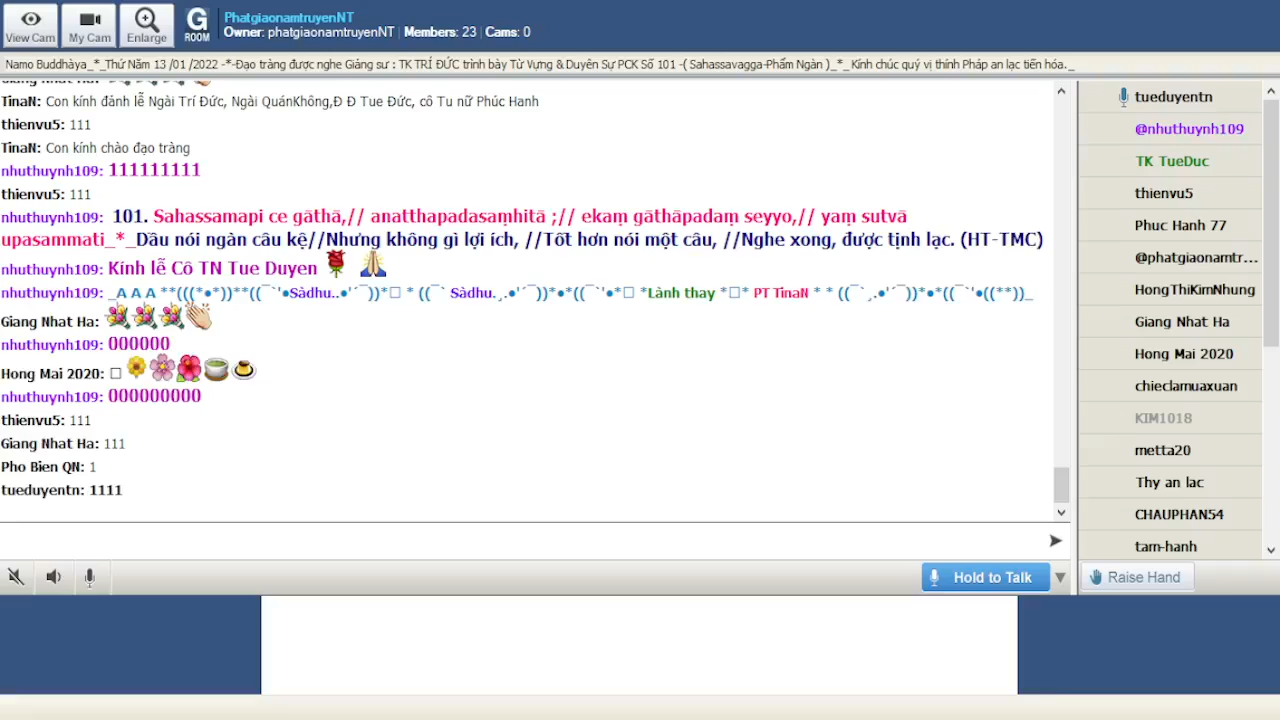 PhatgiaonamtruyenNT
Owner: phatgiaonamtruyenNT | Members: 23 | Cams: 0
View Cam
My Cam
Enlarge
G ROOM
Namo Buddhàya_*_Thứ Năm 13 /01 /2022 -*-Đạo tràng được nghe Giảng sư : TK TRÍ ĐỨC trình bày Từ Vựng & Duyên Sự PCK Số 101 -( Sahassavagga-Phẩm Ngàn )_*_ Kính chúc quý vị thính Pháp an lạc tiến hóa._
TinaN: Con kính đảnh lễ Ngài Trí Đức, Ngài QuánKhông,Đ Đ Tue Đức, cô Tu nữ Phúc Hanh
thienvu5: 111
TinaN: Con kính chào đạo tràng
nhuthuynh109: 111111111
thienvu5: 111
nhuthuynh109: 101. Sahassamapi ce gāthā,// anatthapadasaṃhitā ;// ekaṃ gāthāpadaṃ seyyo,// yaṃ sutvā
upasammati_*_Dầu nói ngàn câu kệ//Nhưng không gì lợi ích, //Tốt hơn nói một câu, //Nghe xong, được tịnh lạc. (HT-TMC)
nhuthuynh109: Kính lễ Cô TN Tue Duyen
nhuthuynh109: _A A A **(((*•*))**((¯`'•Sàdhu..•'´¯))*□ * ((¯` Sàdhu.¸.•'´¯))*•*((¯`'•*□ *Lành thay *□* PT TinaN * * ((¯`¸.•'´¯))*•*((¯`'•((**))_
Giang Nhat Ha:
nhuthuynh109: 000000
Hong Mai 2020: □
nhuthuynh109: 000000000
thienvu5: 111
Giang Nhat Ha: 111
Pho Bien QN: 1
tueduyentn: 1111
Hold to Talk
tueduyentn
@nhuthuynh109
TK TueDuc
thienvu5
Phuc Hanh 77
@phatgiaonamtr...
HongThiKimNhung
Giang Nhat Ha
Hong Mai 2020
chieclamuaxuan
KIM1018
metta20
Thy an lac
CHAUPHAN54
tam-hanh
Raise Hand